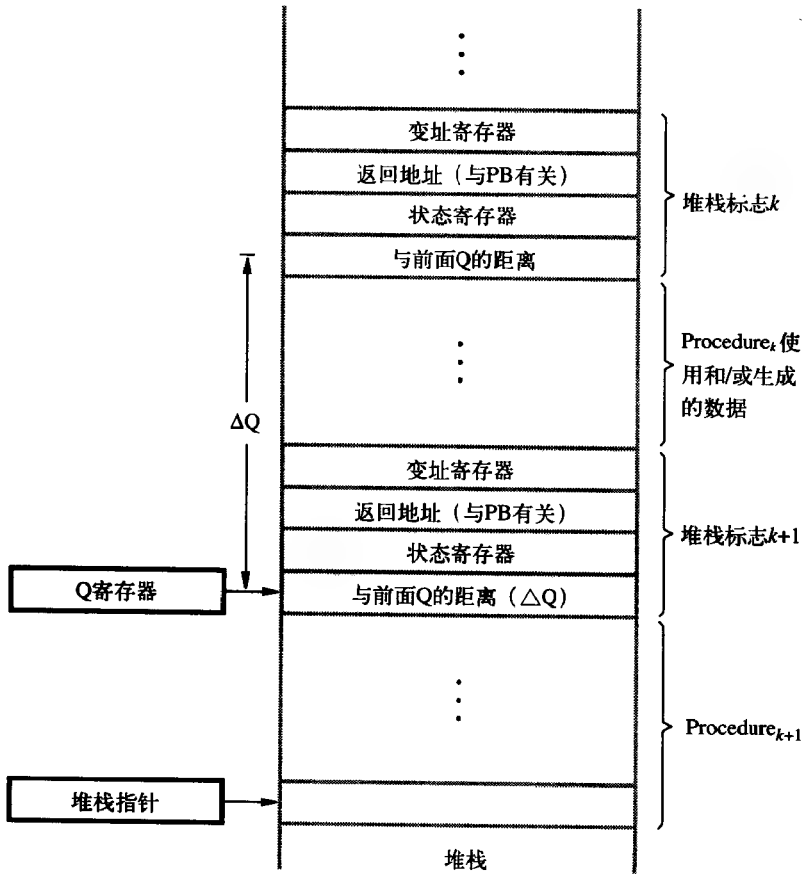 变址寄存器
返回地址（与PB有关）
状态寄存器
与前面Q的距离
堆栈标志k
Procedureₖ使
用和/或生成
的数据
ΔQ
变址寄存器
返回地址（与PB有关）
状态寄存器
与前面Q的距离（△Q）
堆栈标志k+1
Q寄存器
Procedureₖ₊₁
堆栈指针
堆栈